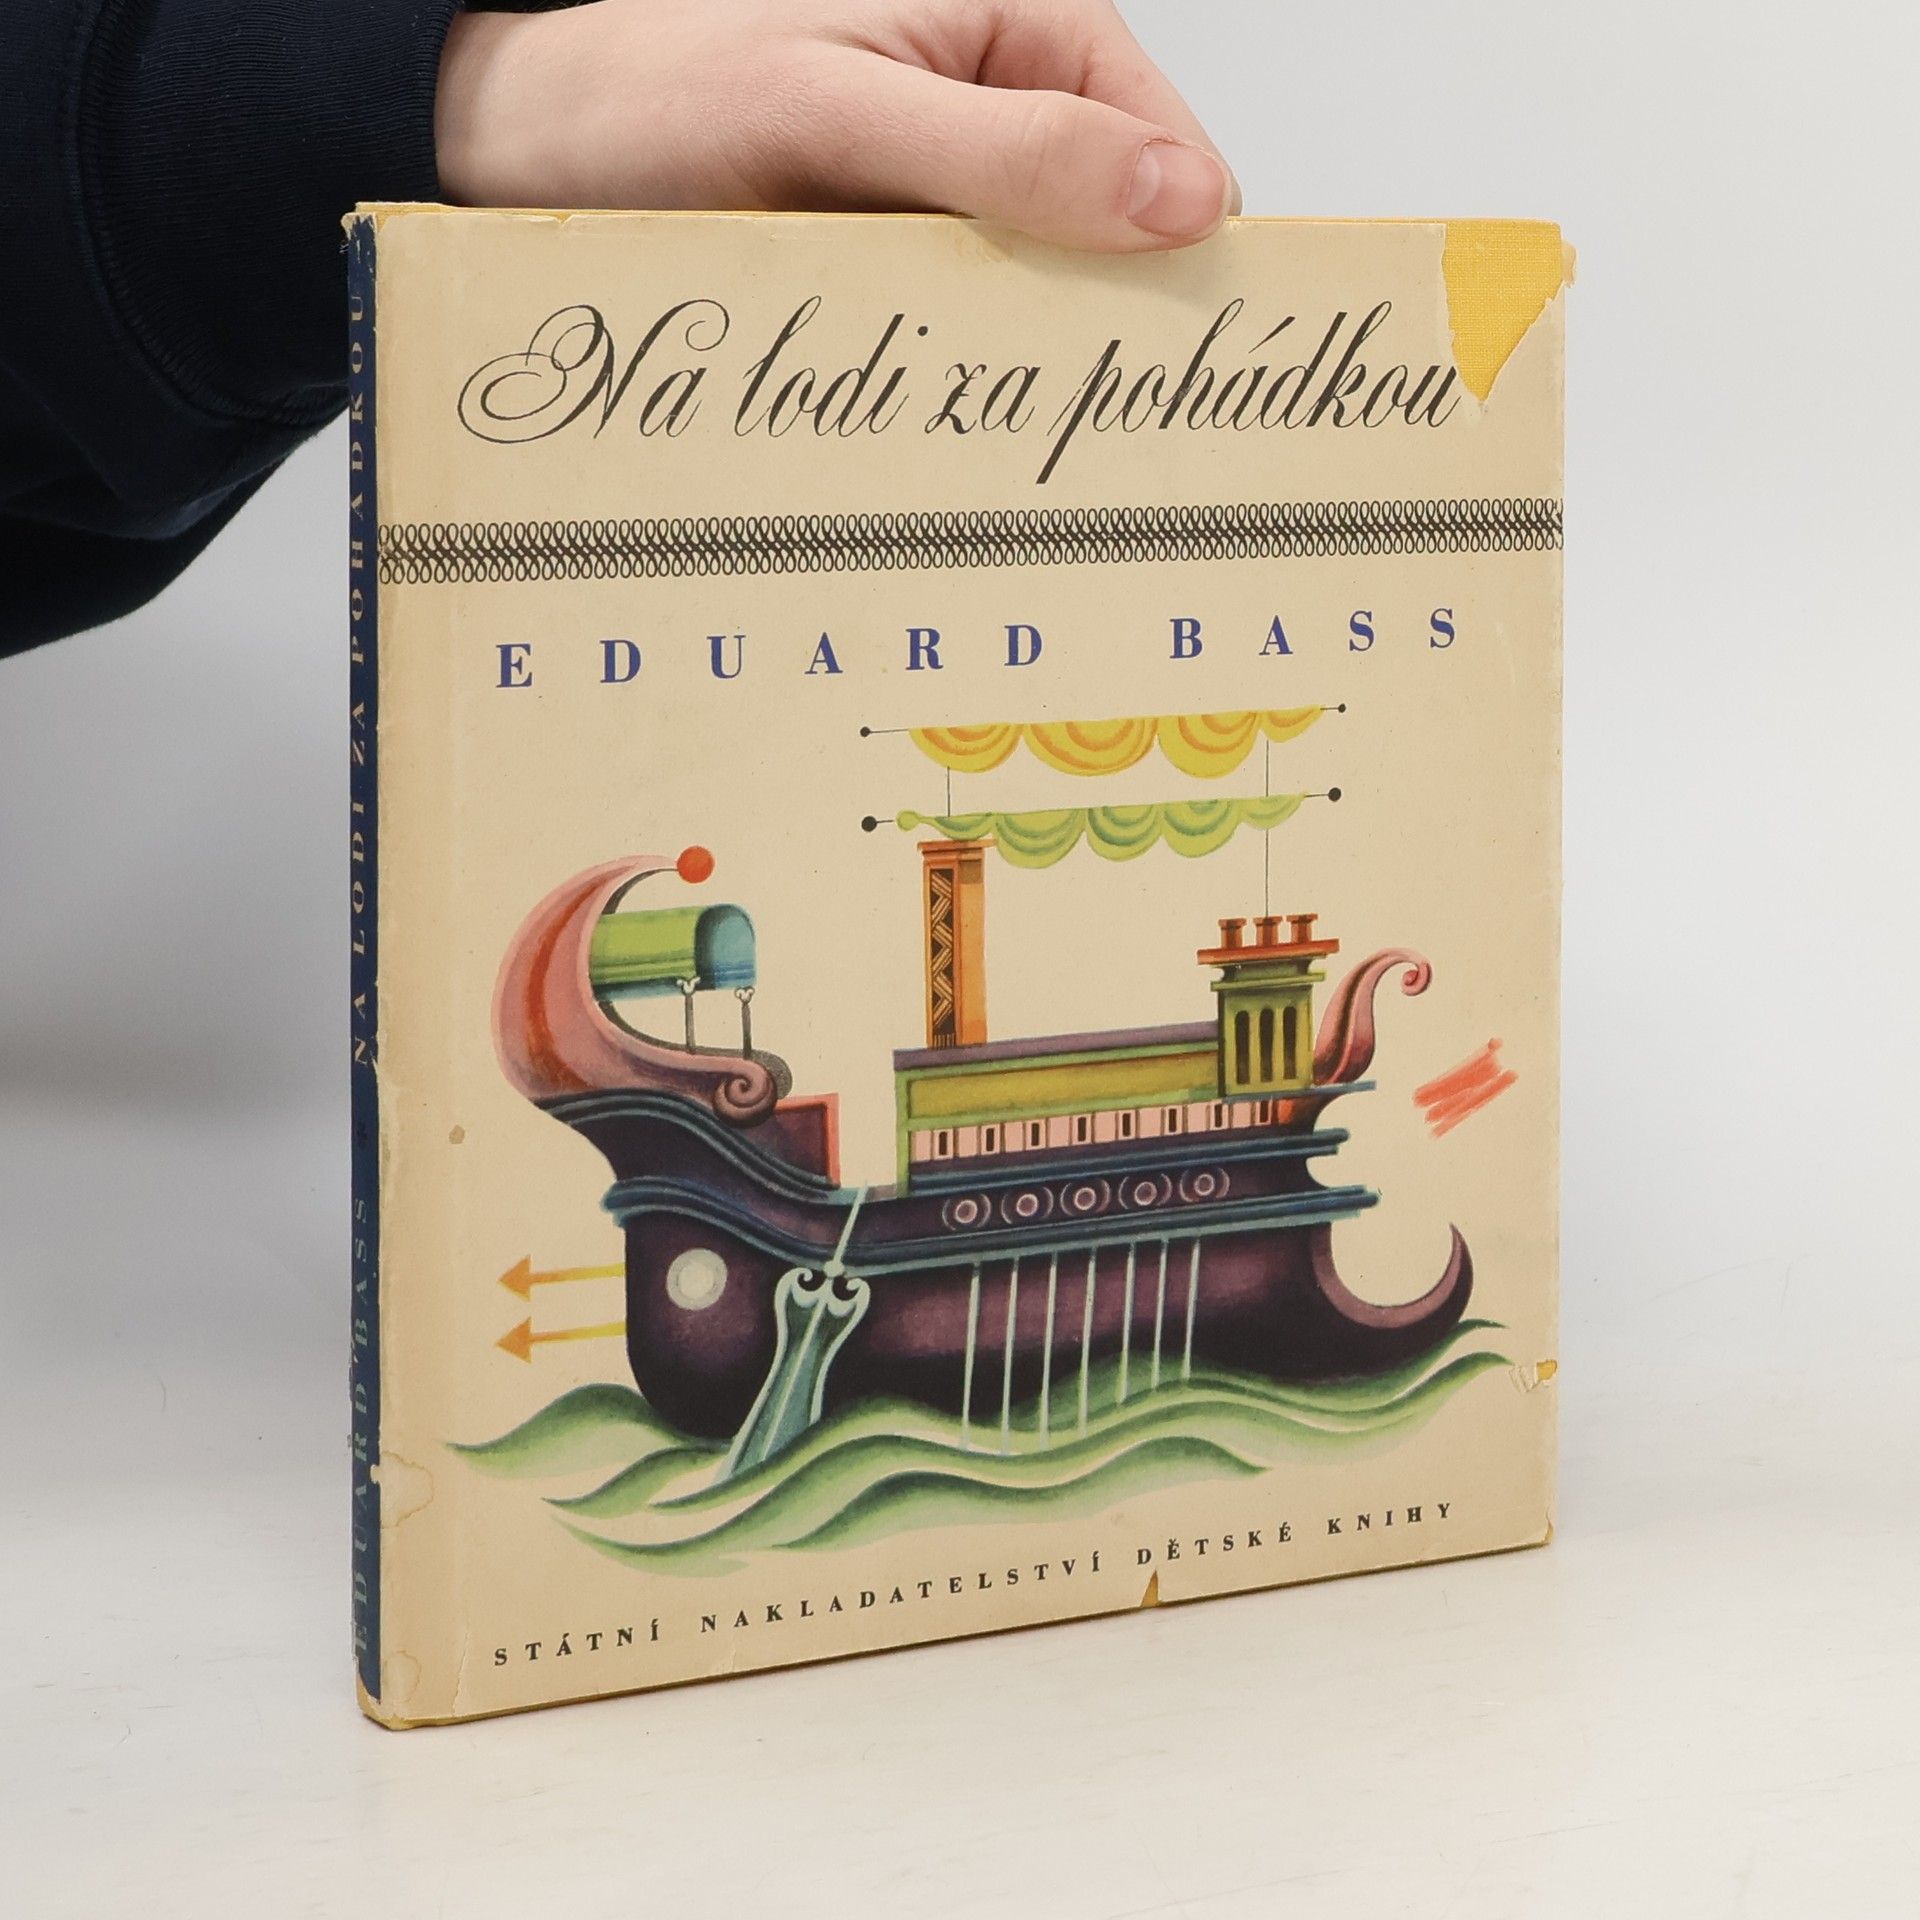 Na lodi za pohádkou
EDUARD BASS
STÁTNÍ NAKLADATELSTVÍ DĚTSKÉ KNIHY
EDUARD BASS + NA LODI ZA POHÁDKOU